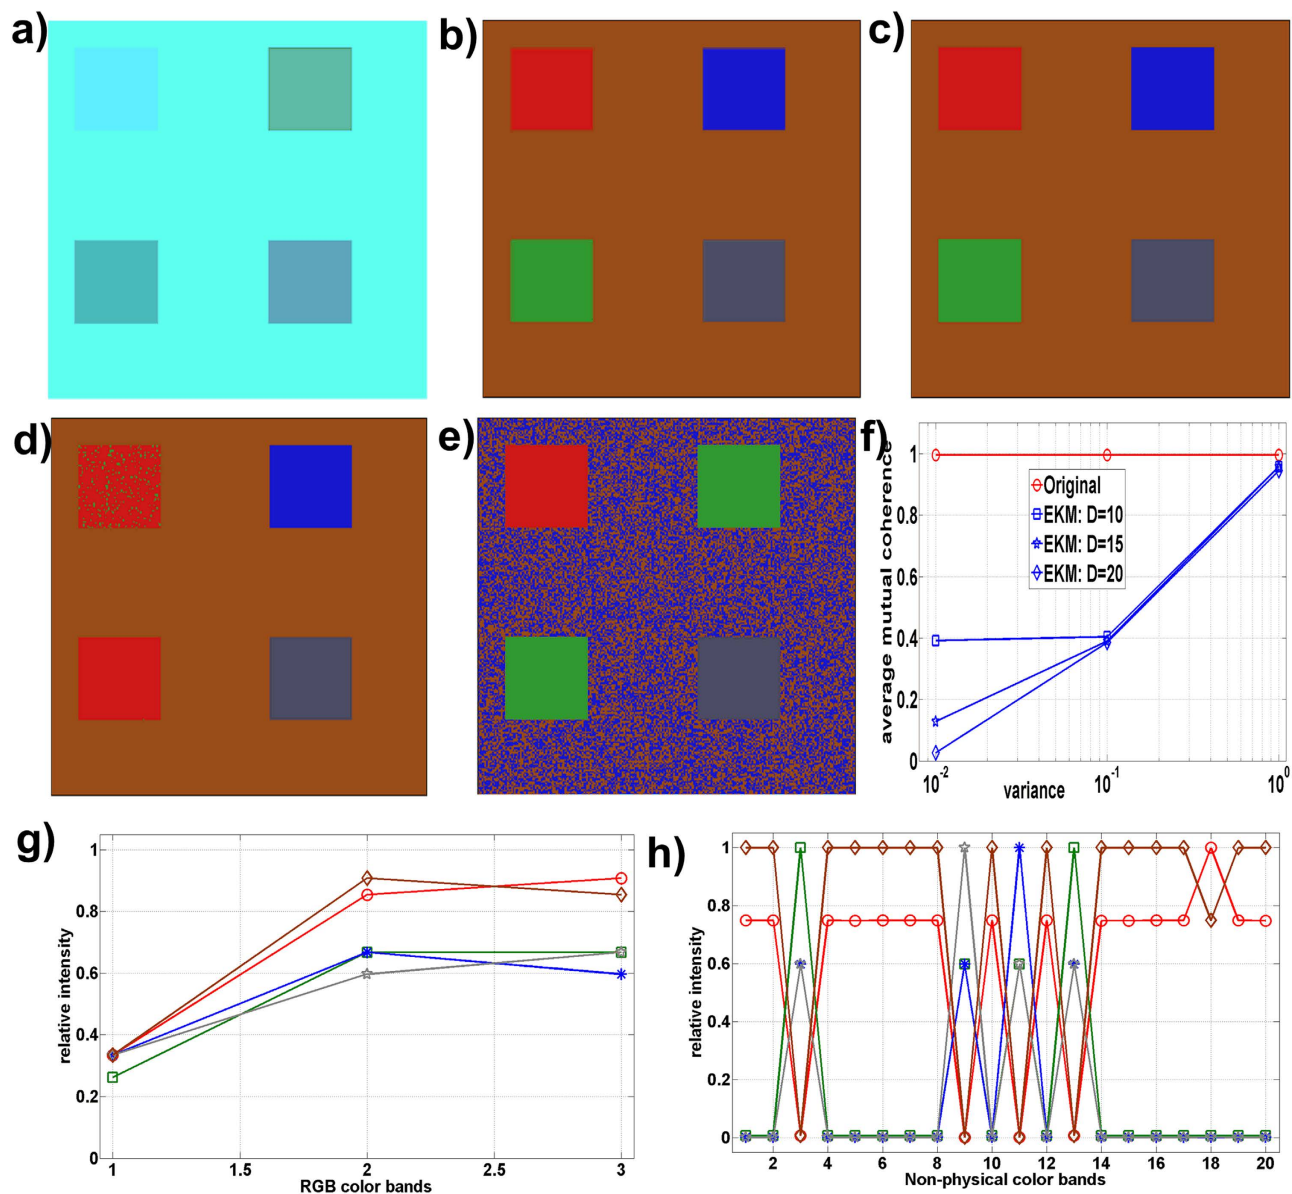 a)
b)
c)
d)
e)
f)
average mutual coherence
1
0.8
0.6
0.4
0.2
0
Original
EKM: D=10
EKM: D=15
EKM: D=20
10-2
10-1
100
variance
g)
relative intensity
1
0.8
0.6
0.4
0.2
0
1
1.5
2
2.5
3
RGB color bands
h)
relative intensity
1
0.8
0.6
0.4
0.2
0
2
4
6
8
10
12
14
16
18
20
Non-physical color bands